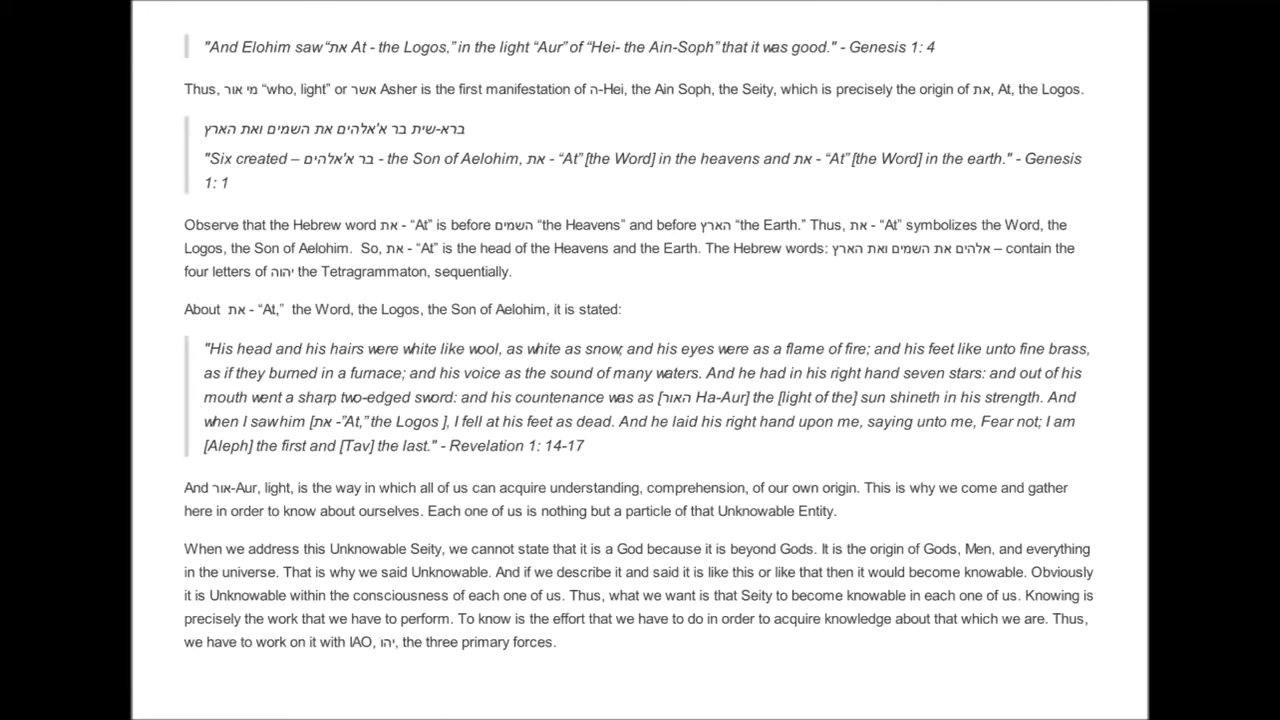 "And Elohim saw “את At - the Logos,” in the light “Aur” of “Hei- the Ain-Soph” that it was good." - Genesis 1: 4
Thus, מי אור “who, light” or אשר Asher is the first manifestation of ה-Hei, the Ain Soph, the Seity, which is precisely the origin of את, At, the Logos.
ברא-שית בר א'אלהים את השמים ואת הארץ
"Six created – בר א'אלהים - the Son of Aelohim, את - “At” [the Word] in the heavens and את - “At” [the Word] in the earth." - Genesis
1: 1
Observe that the Hebrew word את - “At” is before השמים “the Heavens” and before הארץ “the Earth.” Thus, את - “At” symbolizes the Word, the
Logos, the Son of Aelohim. So, את - “At” is the head of the Heavens and the Earth. The Hebrew words: אלהים את השמים ואת הארץ – contain the
four letters of יהוה the Tetragrammaton, sequentially.
About את - “At,” the Word, the Logos, the Son of Aelohim, it is stated:
"His head and his hairs were white like wool, as white as snow; and his eyes were as a flame of fire; and his feet like unto fine brass,
as if they burned in a furnace; and his voice as the sound of many waters. And he had in his right hand seven stars: and out of his
mouth went a sharp two-edged sword: and his countenance was as [האור Ha-Aur] the [light of the] sun shineth in his strength. And
when I saw him [את -”At,” the Logos ], I fell at his feet as dead. And he laid his right hand upon me, saying unto me, Fear not; I am
[Aleph] the first and [Tav] the last." - Revelation 1: 14-17
And אור-Aur, light, is the way in which all of us can acquire understanding, comprehension, of our own origin. This is why we come and gather
here in order to know about ourselves. Each one of us is nothing but a particle of that Unknowable Entity.
When we address this Unknowable Seity, we cannot state that it is a God because it is beyond Gods. It is the origin of Gods, Men, and everything
in the universe. That is why we said Unknowable. And if we describe it and said it is like this or like that then it would become knowable. Obviously
it is Unknowable within the consciousness of each one of us. Thus, what we want is that Seity to become knowable in each one of us. Knowing is
precisely the work that we have to perform. To know is the effort that we have to do in order to acquire knowledge about that which we are. Thus,
we have to work on it with IAO, יהו, the three primary forces.